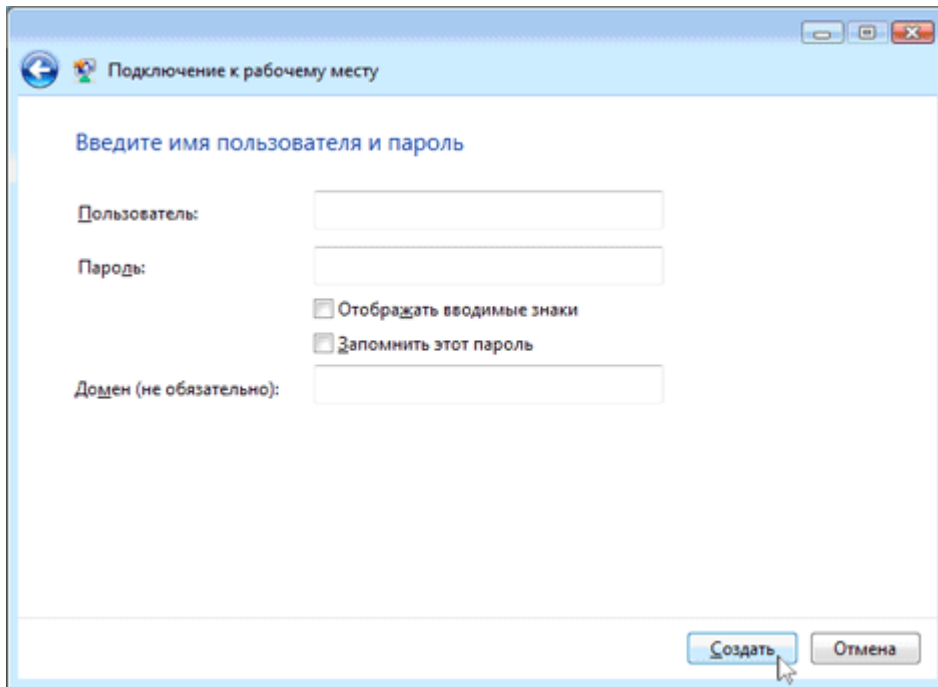 Подключение к рабочему месту
Введите имя пользователя и пароль
Пользователь:
Пароль:
Отображать вводимые знаки
Запомнить этот пароль
Домен (не обязательно):
Создать Отмена